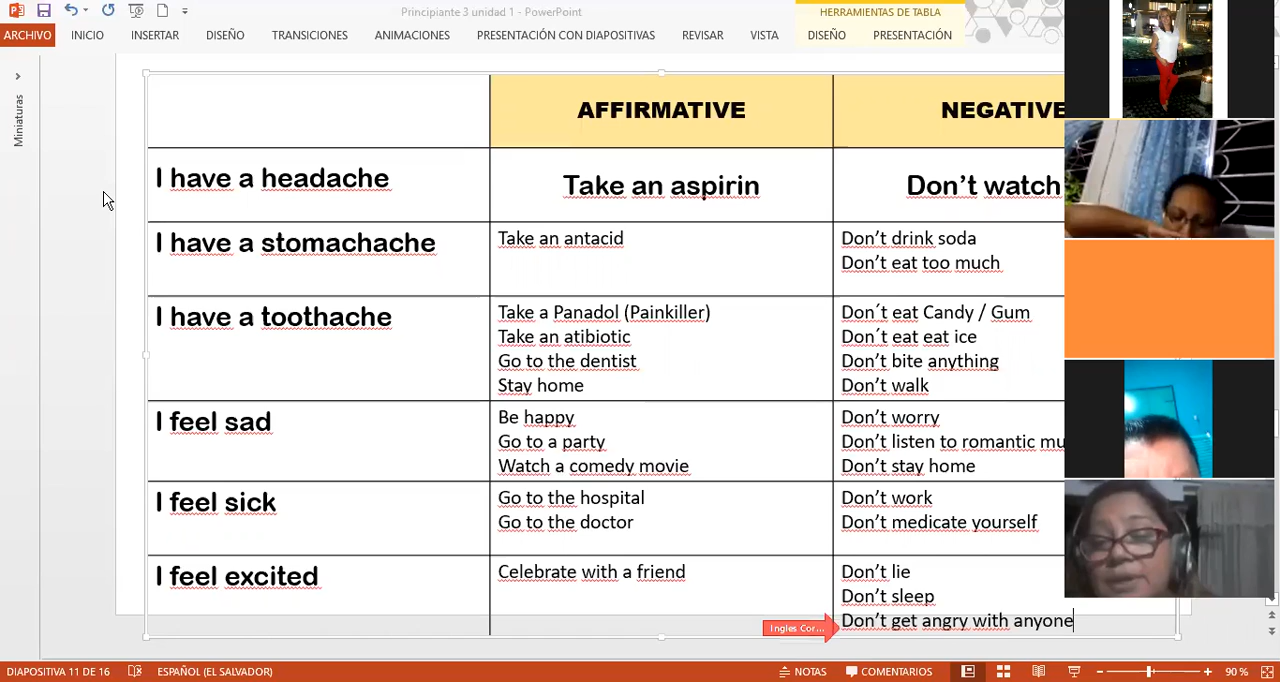 Principiante 3 unidad 1 - PowerPoint
HERRAMIENTAS DE TABLA
ARCHIVO INICIO INSERTAR DISEÑO TRANSICIONES ANIMACIONES PRESENTACIÓN CON DIAPOSITIVAS REVISAR VISTA DISEÑO PRESENTACIÓN
Miniaturas
AFFIRMATIVE NEGATIVE
I have a headache Take an aspirin Don’t watch
I have a stomachache Take an antacid Don’t drink soda
Don’t eat too much
I have a toothache Take a Panadol (Painkiller) Don´t eat Candy / Gum
Take an atibiotic Don´t eat eat ice
Go to the dentist Don’t bite anything
Stay home Don’t walk
I feel sad Be happy Don’t worry
Go to a party Don’t listen to romantic mu
Watch a comedy movie Don’t stay home
I feel sick Go to the hospital Don’t work
Go to the doctor Don’t medicate yourself
I feel excited Celebrate with a friend Don’t lie
Don’t sleep
Ingles Cor... Don’t get angry with anyone
DIAPOSITIVA 11 DE 16 ESPAÑOL (EL SALVADOR) NOTAS COMENTARIOS 90 %